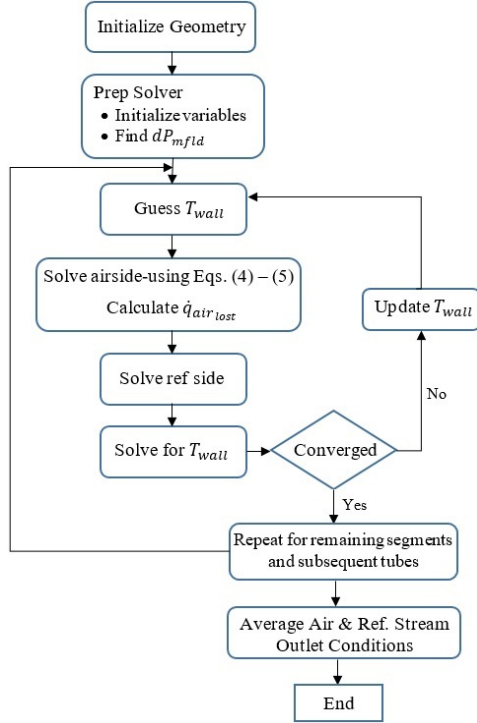 Initialize Geometry
Prep Solver
• Initialize variables
• Find dP_mfld
Guess T_wall
Solve airside-using Eqs. (4) – (5)
Calculate q̇_air_lost
Update T_wall
Solve ref side
No
Solve for T_wall
Converged
Yes
Repeat for remaining segments
and subsequent tubes
Average Air & Ref. Stream
Outlet Conditions
End